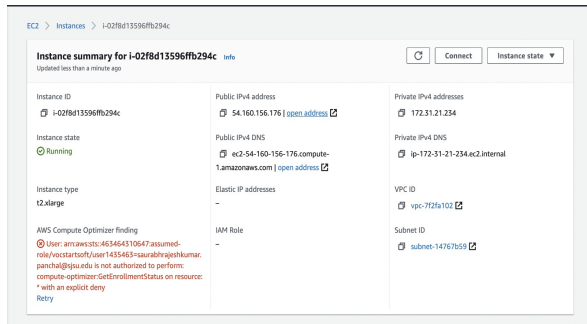 EC2 > Instances > i-02f8d13596ffb294c
Instance summary for i-02f8d13596ffb294c Info
Connect
Instance state ▼
Updated less than a minute ago
Instance ID
i-02f8d13596ffb294c
Public IPv4 address
54.160.156.176 | open address
Private IPv4 addresses
172.31.21.234
Instance state
Running
Public IPv4 DNS
ec2-54-160-156-176.compute-
1.amazonaws.com | open address
Private IPv4 DNS
ip-172-31-21-234.ec2.internal
Instance type
t2.xlarge
Elastic IP addresses
–
VPC ID
vpc-7f2fa102
AWS Compute Optimizer finding
User: arn:aws:sts::463464310647:assumed-
role/vocstartsoft/user1435463=saurabhrajeshkumar.
panchal@sjsu.edu is not authorized to perform:
compute-optimizer:GetEnrollmentStatus on resource:
* with an explicit deny
Retry
IAM Role
–
Subnet ID
subnet-14767b59